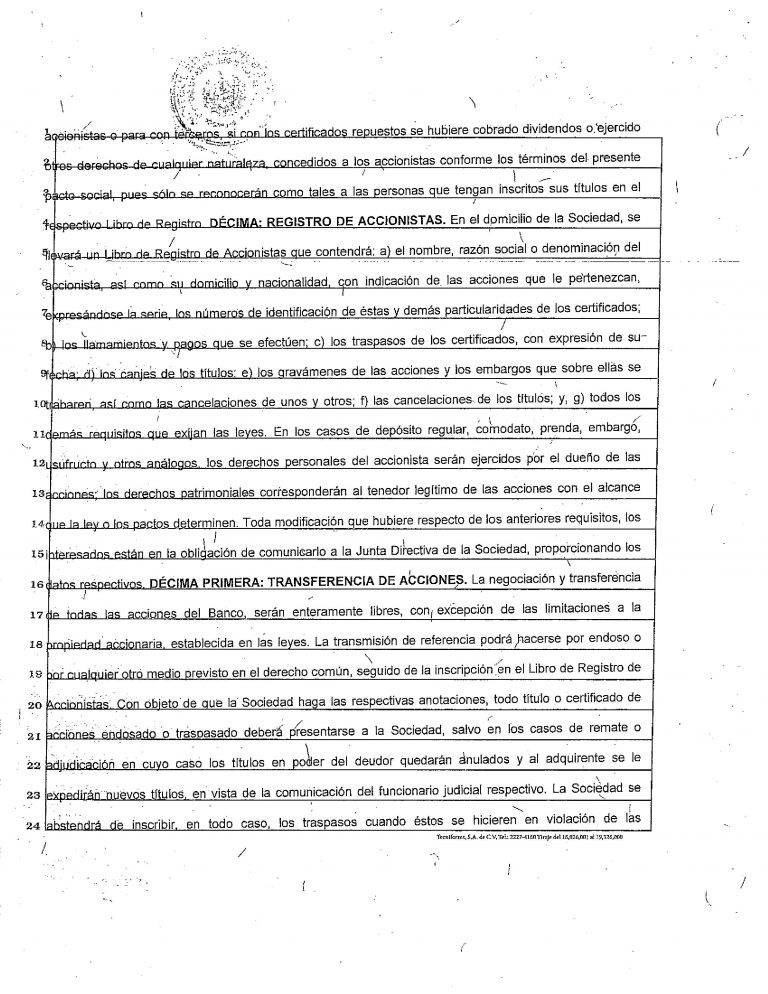 1 accionistas o para con terceros, si con los certificados repuestos se hubiere cobrado dividendos o ejercido
2 otros derechos de cualquier naturaleza, concedidos a los accionistas conforme los términos del presente
3 pacto social, pues sólo se reconocerán como tales a las personas que tengan inscritos sus títulos en el
4 respectivo Libro de Registro. DÉCIMA: REGISTRO DE ACCIONISTAS. En el domicilio de la Sociedad, se
5 llevará un Libro de Registro de Accionistas que contendrá: a) el nombre, razón social o denominación del
6 accionista, así como su domicilio y nacionalidad, con indicación de las acciones que le pertenezcan,
7 expresándose la serie, los números de identificación de éstas y demás particularidades de los certificados;
8 b) los llamamientos y pagos que se efectúen; c) los traspasos de los certificados, con expresión de su
9 fecha; d) los canjes de los títulos; e) los gravámenes de las acciones y los embargos que sobre ellas se
10 trabaren, así como las cancelaciones de unos y otros; f) las cancelaciones de los títulos; y, g) todos los
11 demás requisitos que exijan las leyes. En los casos de depósito regular, comodato, prenda, embargo,
12 usufructo y otros análogos, los derechos personales del accionista serán ejercidos por el dueño de las
13 acciones; los derechos patrimoniales corresponderán al tenedor legítimo de las acciones con el alcance
14 que la ley o los pactos determinen. Toda modificación que hubiere respecto de los anteriores requisitos, los
15 interesados están en la obligación de comunicarlo a la Junta Directiva de la Sociedad, proporcionando los
16 datos respectivos. DÉCIMA PRIMERA: TRANSFERENCIA DE ACCIONES. La negociación y transferencia
17 de todas las acciones del Banco, serán enteramente libres, con excepción de las limitaciones a la
18 propiedad accionaria, establecida en las leyes. La transmisión de referencia podrá hacerse por endoso o
19 por cualquier otro medio previsto en el derecho común, seguido de la inscripción en el Libro de Registro de
20 Accionistas. Con objeto de que la Sociedad haga las respectivas anotaciones, todo título o certificado de
21 acciones endosado o traspasado deberá presentarse a la Sociedad, salvo en los casos de remate o
22 adjudicación en cuyo caso los títulos en poder del deudor quedarán anulados y al adquirente se le
23 expedirán nuevos títulos, en vista de la comunicación del funcionario judicial respectivo. La Sociedad se
24 abstendrá de inscribir, en todo caso, los traspasos cuando éstos se hicieren en violación de las
Tecniforms, S.A. de C.V. Tel.: 2227-4160 Tiraje del 16,026,001 al 19,326,000